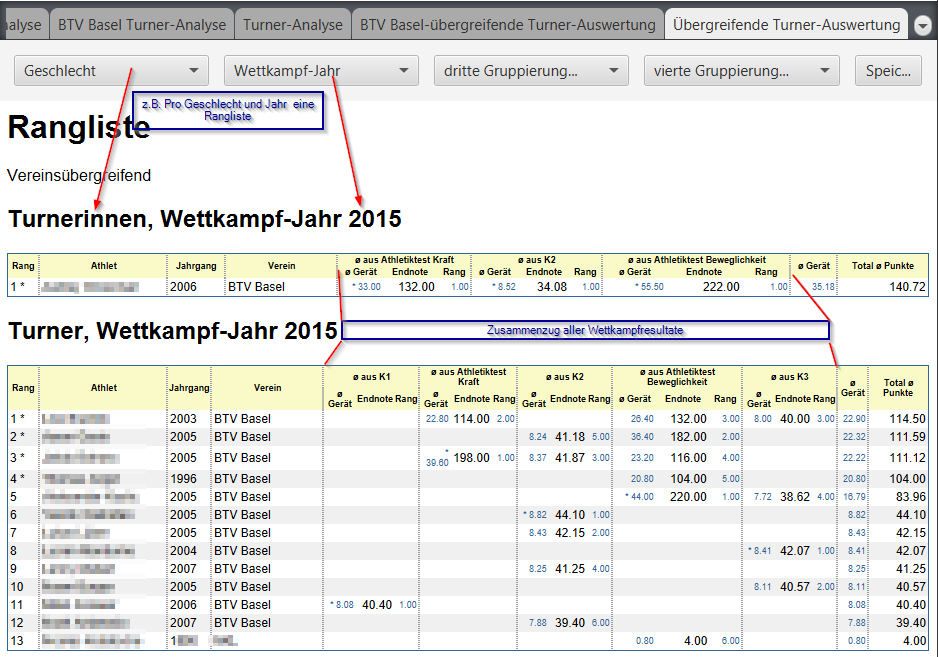 alyse BTV Basel Turner-Analyse Turner-Analyse BTV Basel-übergreifende Turner-Auswertung Übergreifende Turner-Auswertung
Geschlecht Wettkampf-Jahr dritte Gruppierung... vierte Gruppierung... Speic...
z.B. Pro Geschlecht und Jahr eine
Rangliste
Rangliste
Vereinsübergreifend
Turnerinnen, Wettkampf-Jahr 2015
Rang Athlet Jahrgang Verein ø aus Athletiktest Kraft ø aus K2 ø aus Athletiktest Beweglichkeit ø Gerät Total ø Punkte
ø Gerät Endnote Rang ø Gerät Endnote Rang ø Gerät Endnote Rang
1 * 2006 BTV Basel * 33.00 132.00 1.00 * 8.52 34.08 1.00 * 55.50 222.00 1.00 35.18 140.72
Turner, Wettkampf-Jahr 2015
Zusammenzug aller Wettkampfresultate
Rang Athlet Jahrgang Verein ø aus K1 ø aus Athletiktest Kraft ø aus K2 ø aus Athletiktest Beweglichkeit ø aus K3 ø Gerät Total ø Punkte
ø Gerät Endnote Rang ø Gerät Endnote Rang ø Gerät Endnote Rang ø Gerät Endnote Rang ø Gerät Endnote Rang
1 * 2003 BTV Basel 22.80 114.00 2.00 26.40 132.00 3.00 8.00 40.00 3.00 22.90 114.50
2 * 2005 BTV Basel 8.24 41.18 5.00 36.40 182.00 2.00 22.32 111.59
3 * 2005 BTV Basel * 39.60 198.00 1.00 8.37 41.87 3.00 23.20 116.00 4.00 22.22 111.12
4 * 1996 BTV Basel 20.80 104.00 5.00 20.80 104.00
5 2005 BTV Basel * 44.00 220.00 1.00 7.72 38.62 4.00 16.79 83.96
6 2005 BTV Basel * 8.82 44.10 1.00 8.82 44.10
7 2005 BTV Basel 8.43 42.15 2.00 8.43 42.15
8 2004 BTV Basel * 8.41 42.07 1.00 8.41 42.07
9 2007 BTV Basel 8.25 41.25 4.00 8.25 41.25
10 2007 BTV Basel 8.11 40.57 2.00 8.11 40.57
11 2006 BTV Basel * 8.08 40.40 1.00 8.08 40.40
12 2007 BTV Basel 7.88 39.40 6.00 7.88 39.40
13 0.80 4.00 6.00 0.80 4.00